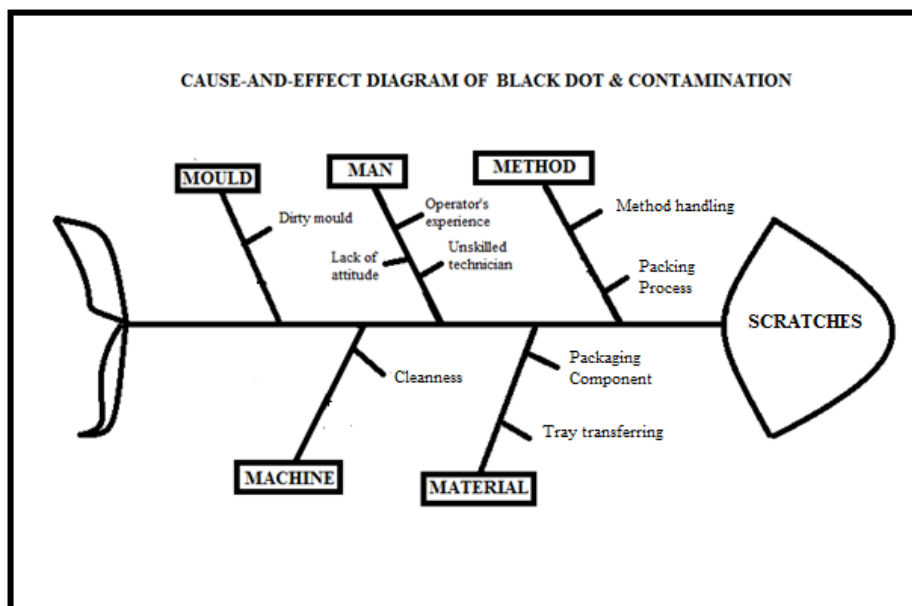 CAUSE-AND-EFFECT DIAGRAM OF BLACK DOT & CONTAMINATION
MOULD
MAN
METHOD
Dirty mould
Operator's
experience
Lack of
attitude
Unskilled
technician
Method handling
Packing
Process
SCRATCHES
Cleanness
Packaging
Component
Tray transferring
MACHINE
MATERIAL